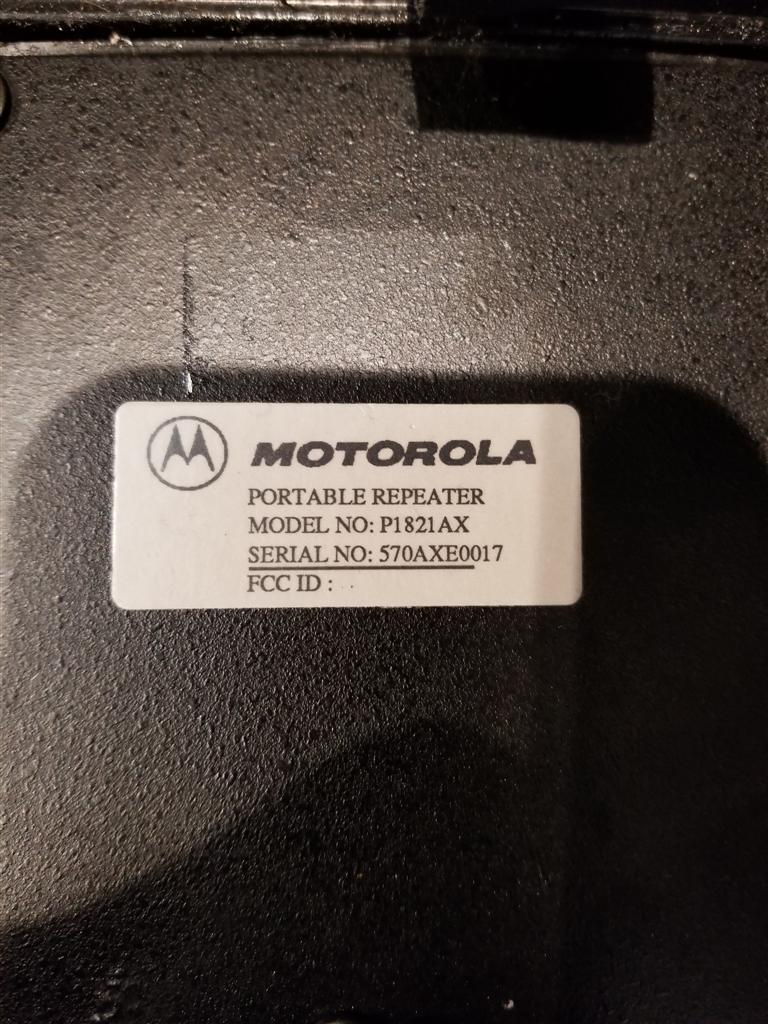 MOTOROLA
PORTABLE REPEATER
MODEL NO: P1821AX
SERIAL NO: 570AXE0017
FCC ID :